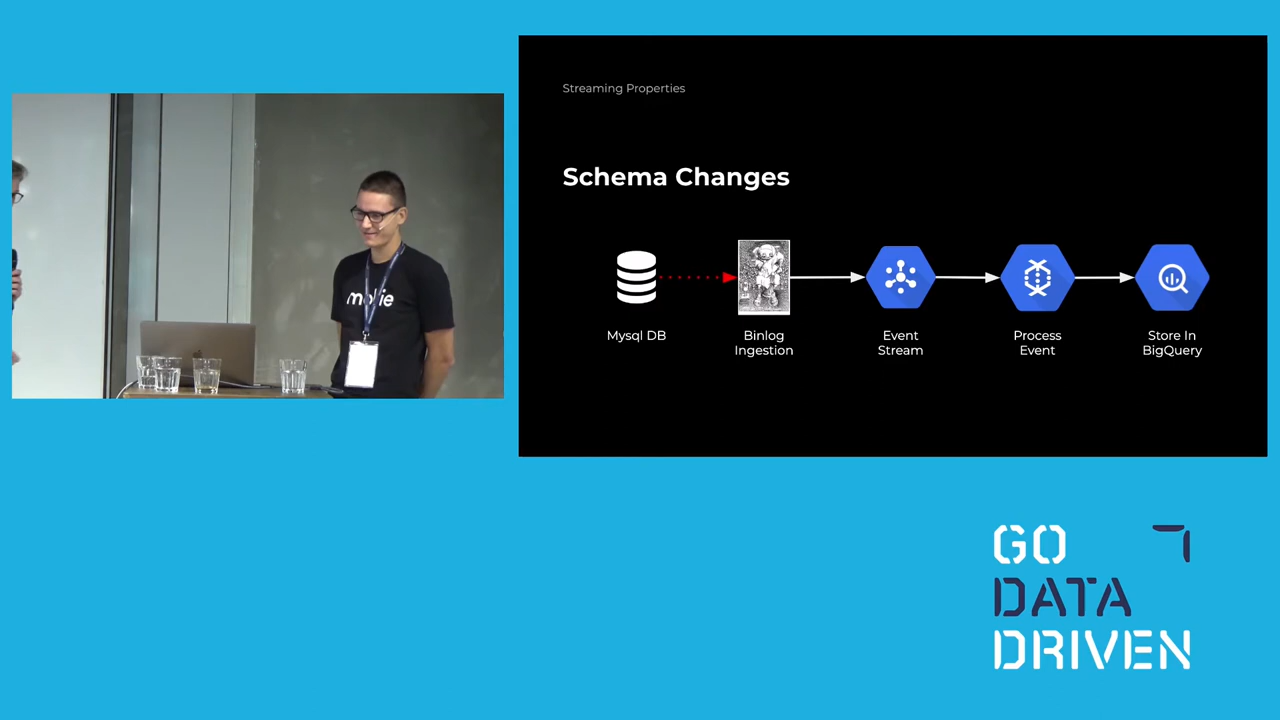 Streaming Properties
Schema Changes
Mysql DB
Binlog
Ingestion
Event
Stream
Process
Event
Store In
BigQuery
mollie
GO
DATA
DRIVEN